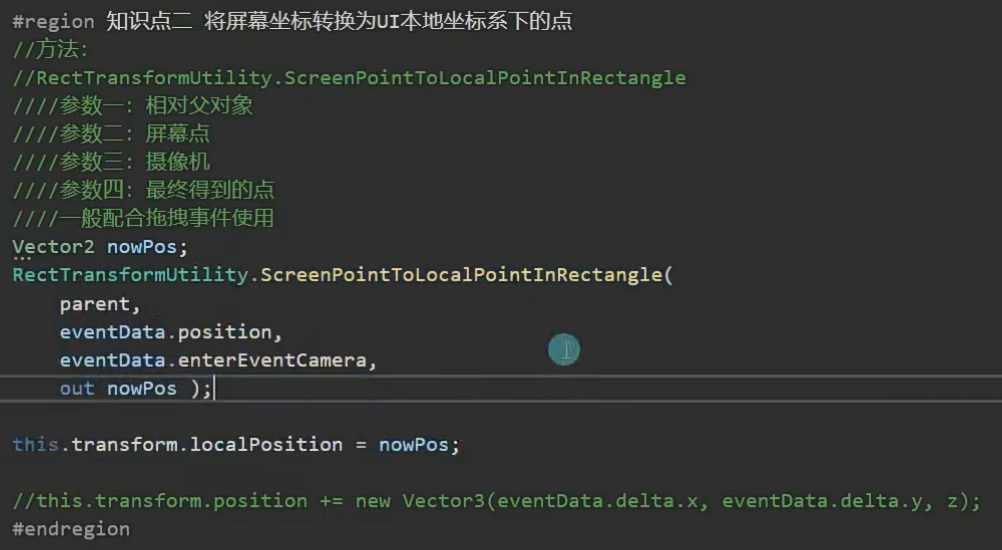 #region 知识点二 将屏幕坐标转换为UI本地坐标系下的点
//方法:
//RectTransformUtility.ScreenPointToLocalPointInRectangle
////参数一: 相对父对象
////参数二: 屏幕点
////参数三: 摄像机
////参数四: 最终得到的点
////一般配合拖拽事件使用
Vector2 nowPos;
RectTransformUtility.ScreenPointToLocalPointInRectangle(
parent,
eventData.position,
eventData.enterEventCamera,
out nowPos );
this.transform.localPosition = nowPos;
//this.transform.position += new Vector3(eventData.delta.x, eventData.delta.y, z);
#endregion